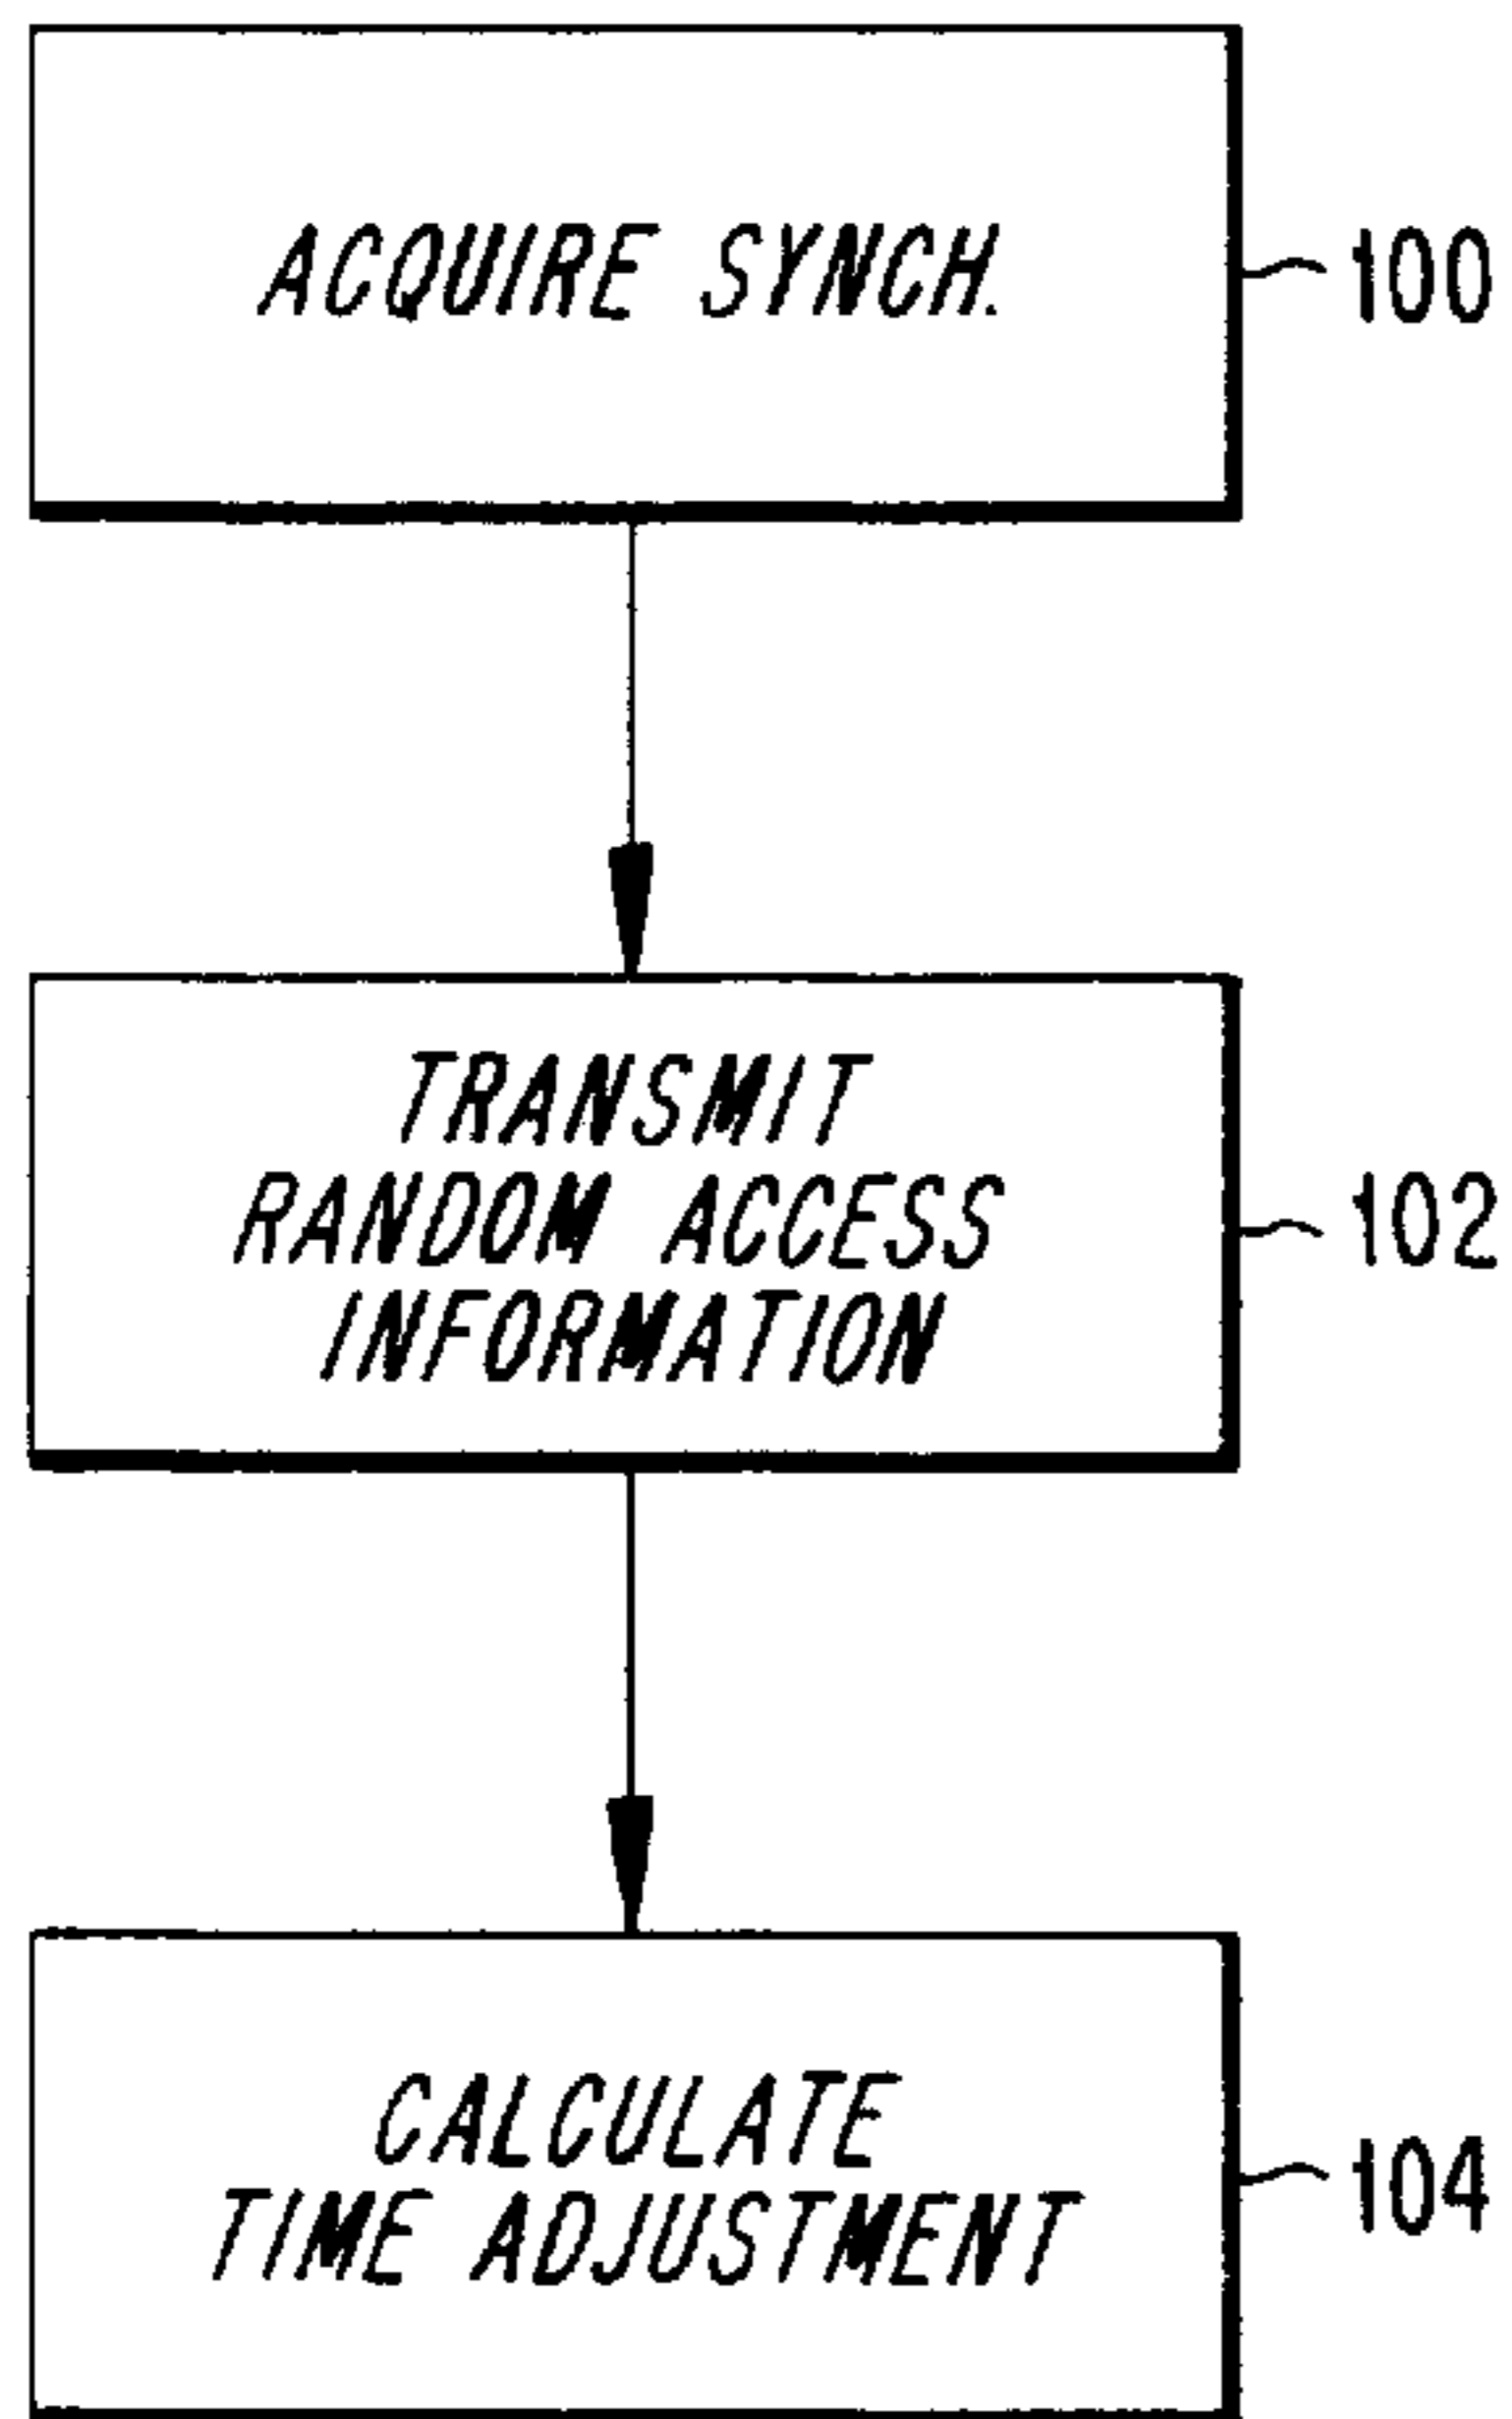 ACQUIRE SYNCH.
100
TRANSMIT
RANDOM ACCESS
INFORMATION
102
CALCULATE
TIME ADJUSTMENT
104